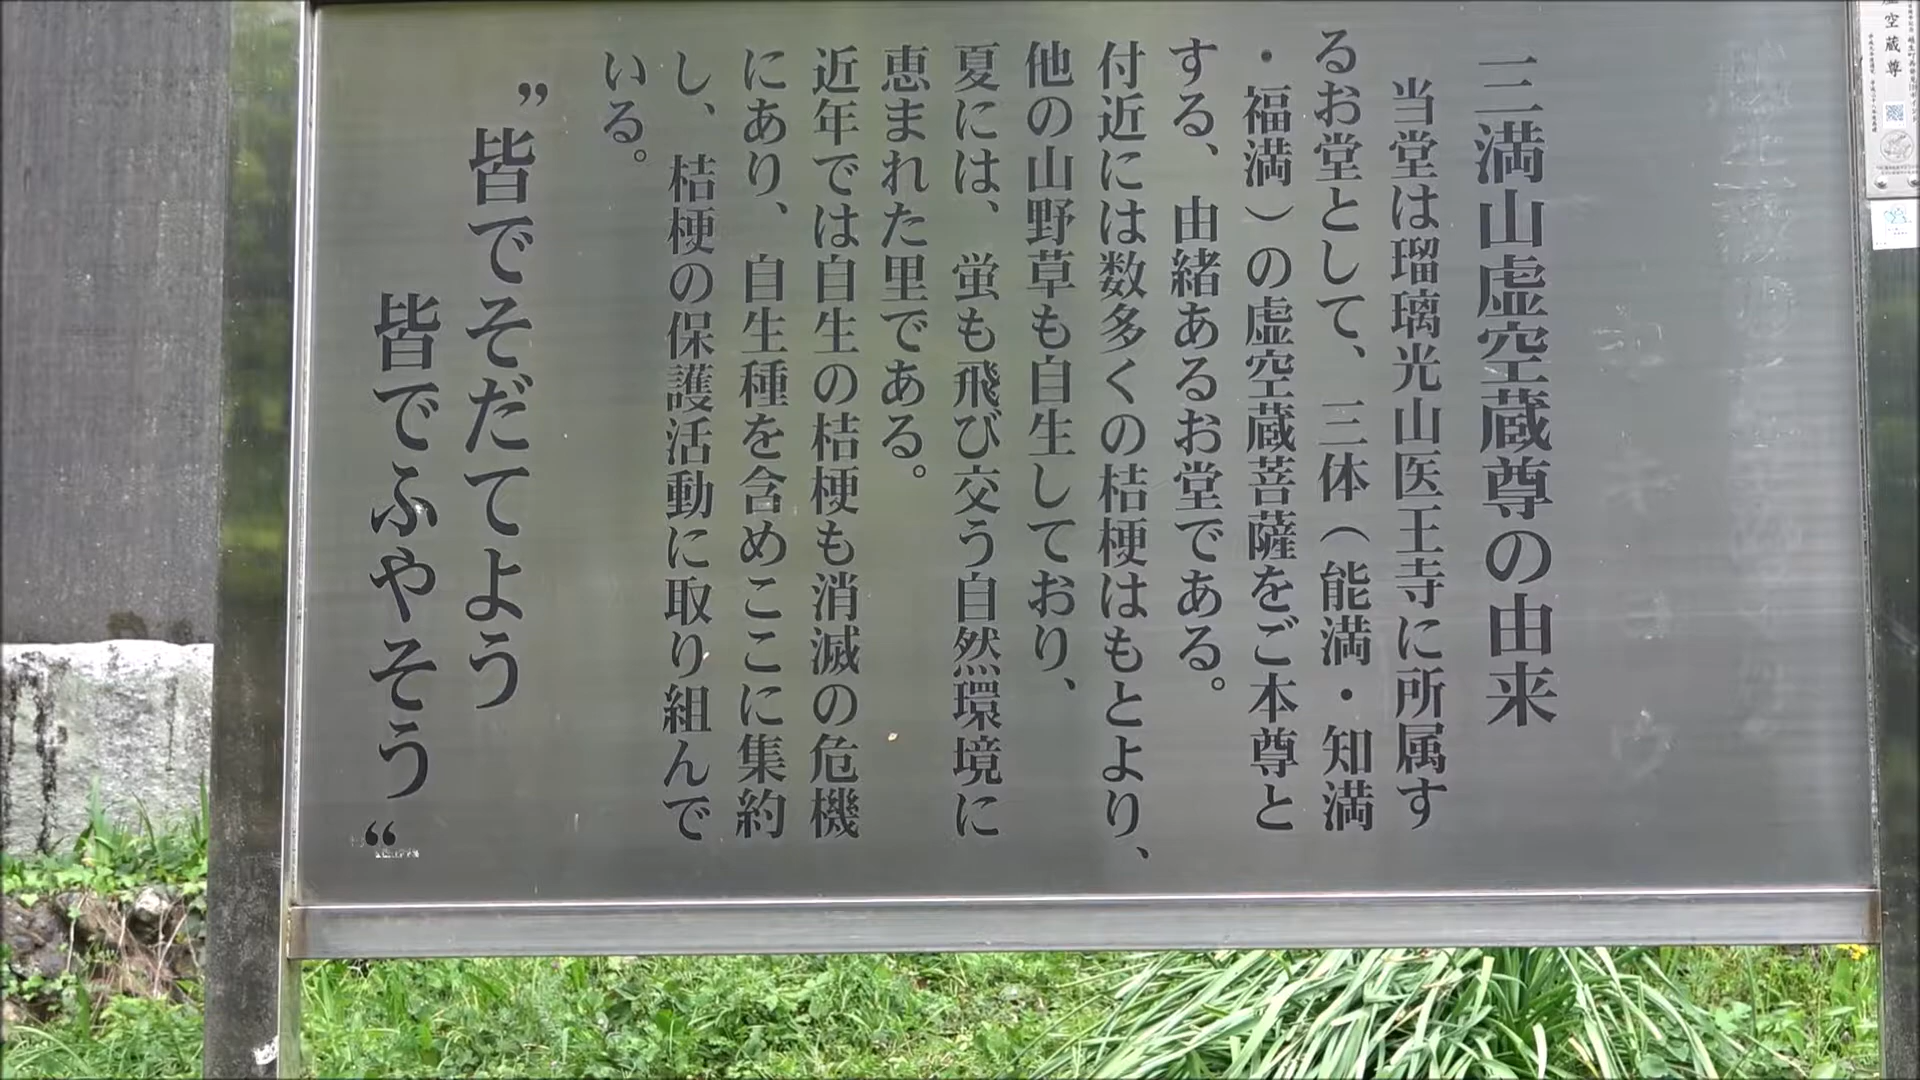 三満山虚空蔵尊の由来
当堂は瑠璃光山医王寺に所属す
るお堂として、三体（能満・知満
・福満）の虚空蔵菩薩をご本尊と
する、由緒あるお堂である。
付近には数多くの桔梗はもとより、
他の山野草も自生しており、
夏には、蛍も飛び交う自然環境に
恵まれた里である。
近年では自生の桔梗も消滅の危機
にあり、自生種を含めここに集約
し、桔梗の保護活動に取り組んで
いる。
”皆でそだてよう
皆でふやそう“
空蔵尊